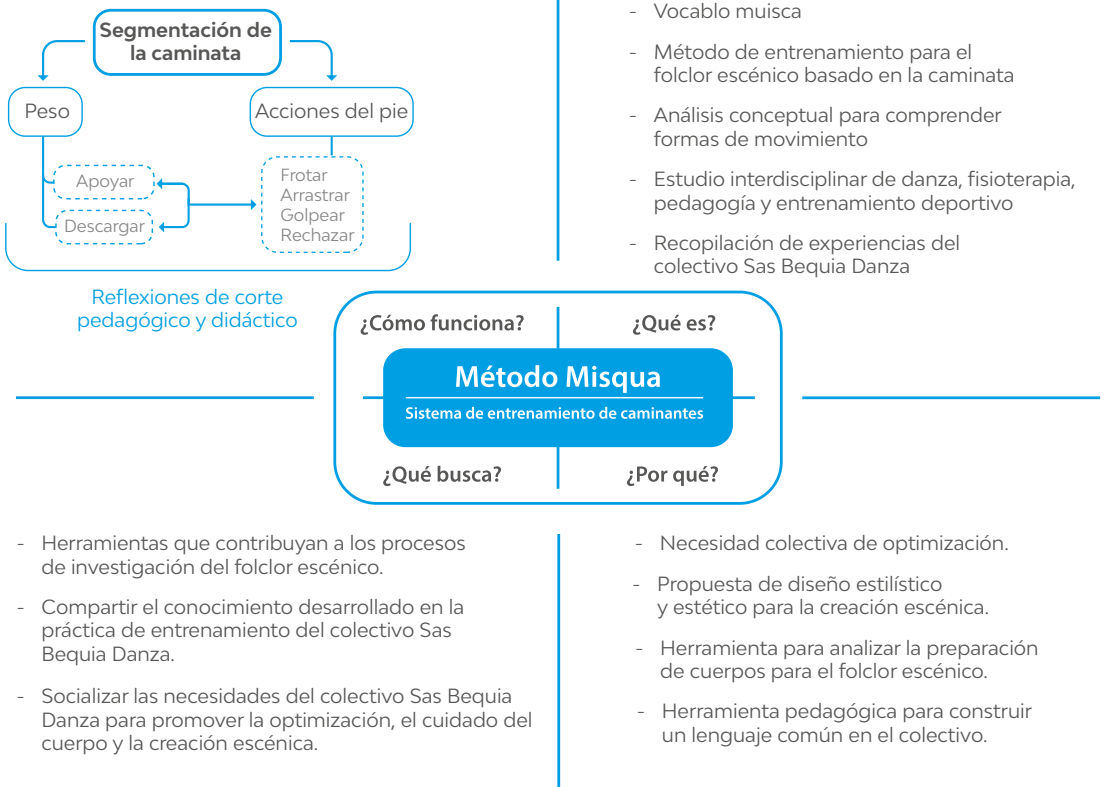 Segmentación de
la caminata
Peso
Acciones del pie
Apoyar
Descargar
Frotar
Arrastrar
Golpear
Rechazar
Reflexiones de corte
pedagógico y didáctico
- Vocablo muisca
- Método de entrenamiento para el
folclor escénico basado en la caminata
- Análisis conceptual para comprender
formas de movimiento
- Estudio interdisciplinar de danza, fisioterapia,
pedagogía y entrenamiento deportivo
- Recopilación de experiencias del
colectivo Sas Bequia Danza
¿Cómo funciona?
¿Qué es?
Método Misqua
Sistema de entrenamiento de caminantes
¿Qué busca?
¿Por qué?
- Herramientas que contribuyan a los procesos
de investigación del folclor escénico.
- Compartir el conocimiento desarrollado en la
práctica de entrenamiento del colectivo Sas
Bequia Danza.
- Socializar las necesidades del colectivo Sas Bequia
Danza para promover la optimización, el cuidado del
cuerpo y la creación escénica.
- Necesidad colectiva de optimización.
- Propuesta de diseño estilístico
y estético para la creación escénica.
- Herramienta para analizar la preparación
de cuerpos para el folclor escénico.
- Herramienta pedagógica para construir
un lenguaje común en el colectivo.